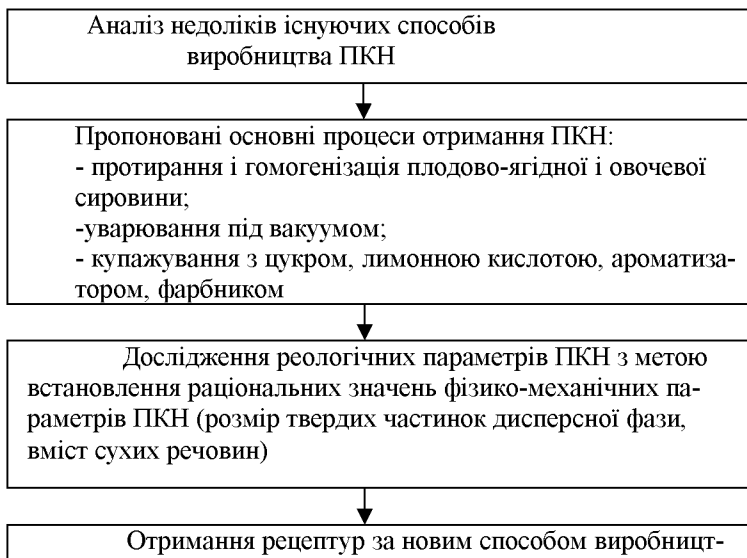 Аналіз недоліків існуючих способів
виробництва ПКН
Пропоновані основні процеси отримання ПКН:
- протирання і гомогенізація плодово-ягідної і овочевої
сировини;
-уварювання під вакуумом;
- купажування з цукром, лимонною кислотою, ароматиза-
тором, фарбником
Дослідження реологічних параметрів ПКН з метою
встановлення раціональних значень фізико-механічних па-
раметрів ПКН (розмір твердих частинок дисперсної фази,
вміст сухих речовин)
Отримання рецептур за новим способом виробницт-